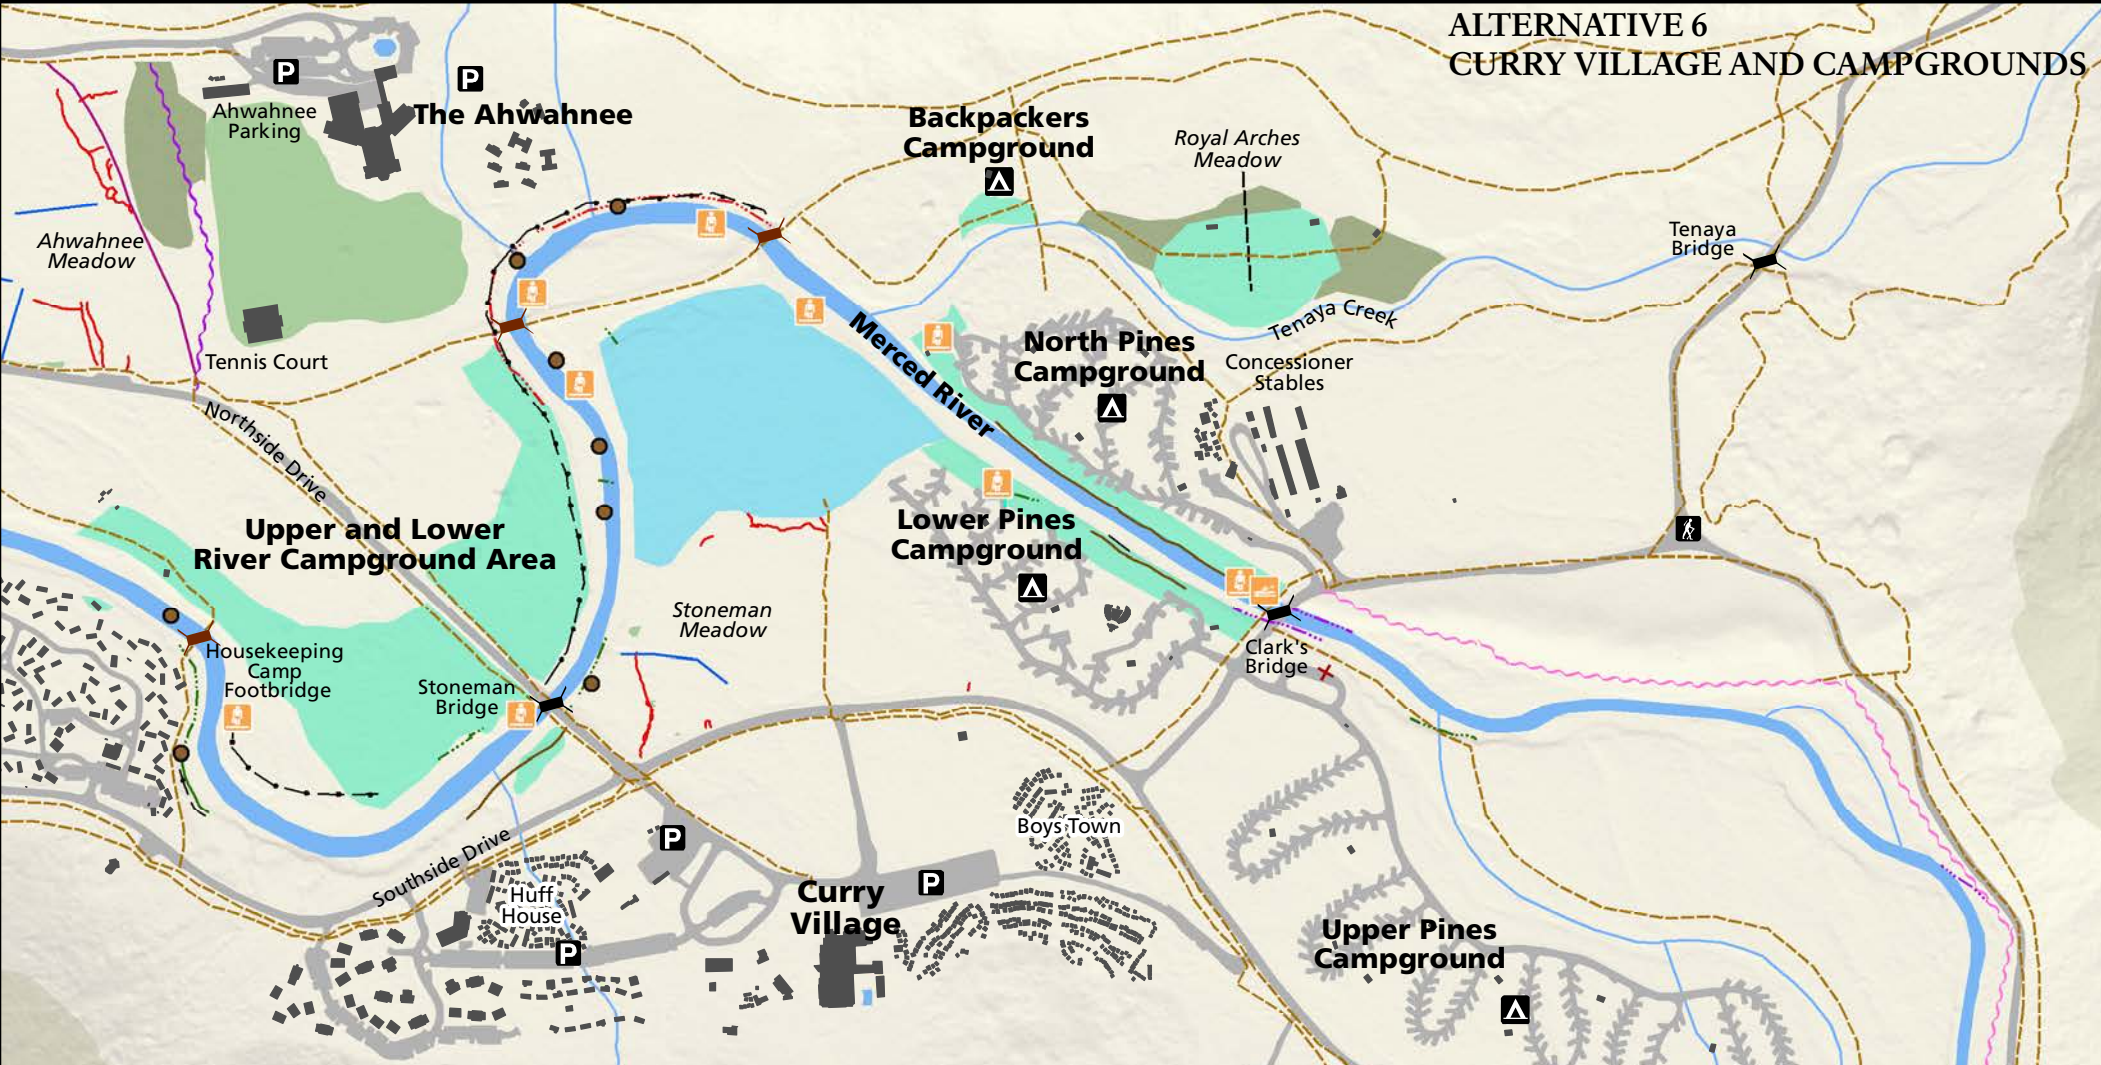 ALTERNATIVE 6
CURRY VILLAGE AND CAMPGROUNDS
P
P
Ahwahnee
Parking
The Ahwahnee
Backpackers
Campground
Royal Arches
Meadow
Ahwahnee
Meadow
Tenaya
Bridge
Tenaya Creek
Merced River
North Pines
Campground
Concessioner
Stables
Tennis Court
Northside Drive
Upper and Lower
River Campground Area
Lower Pines
Campground
Stoneman
Meadow
Housekeeping
Camp
Footbridge
Stoneman
Bridge
Clark's
Bridge
Southside Drive
P
Boys Town
Huff
House
Curry
Village
P
P
Upper Pines
Campground